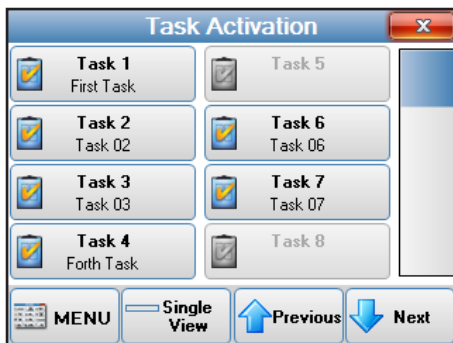 Task Activation
x
Task 1
First Task
Task 5
Task 2
Task 02
Task 6
Task 06
Task 3
Task 03
Task 7
Task 07
Task 4
Forth Task
Task 8
MENU
Single
View
Previous
Next